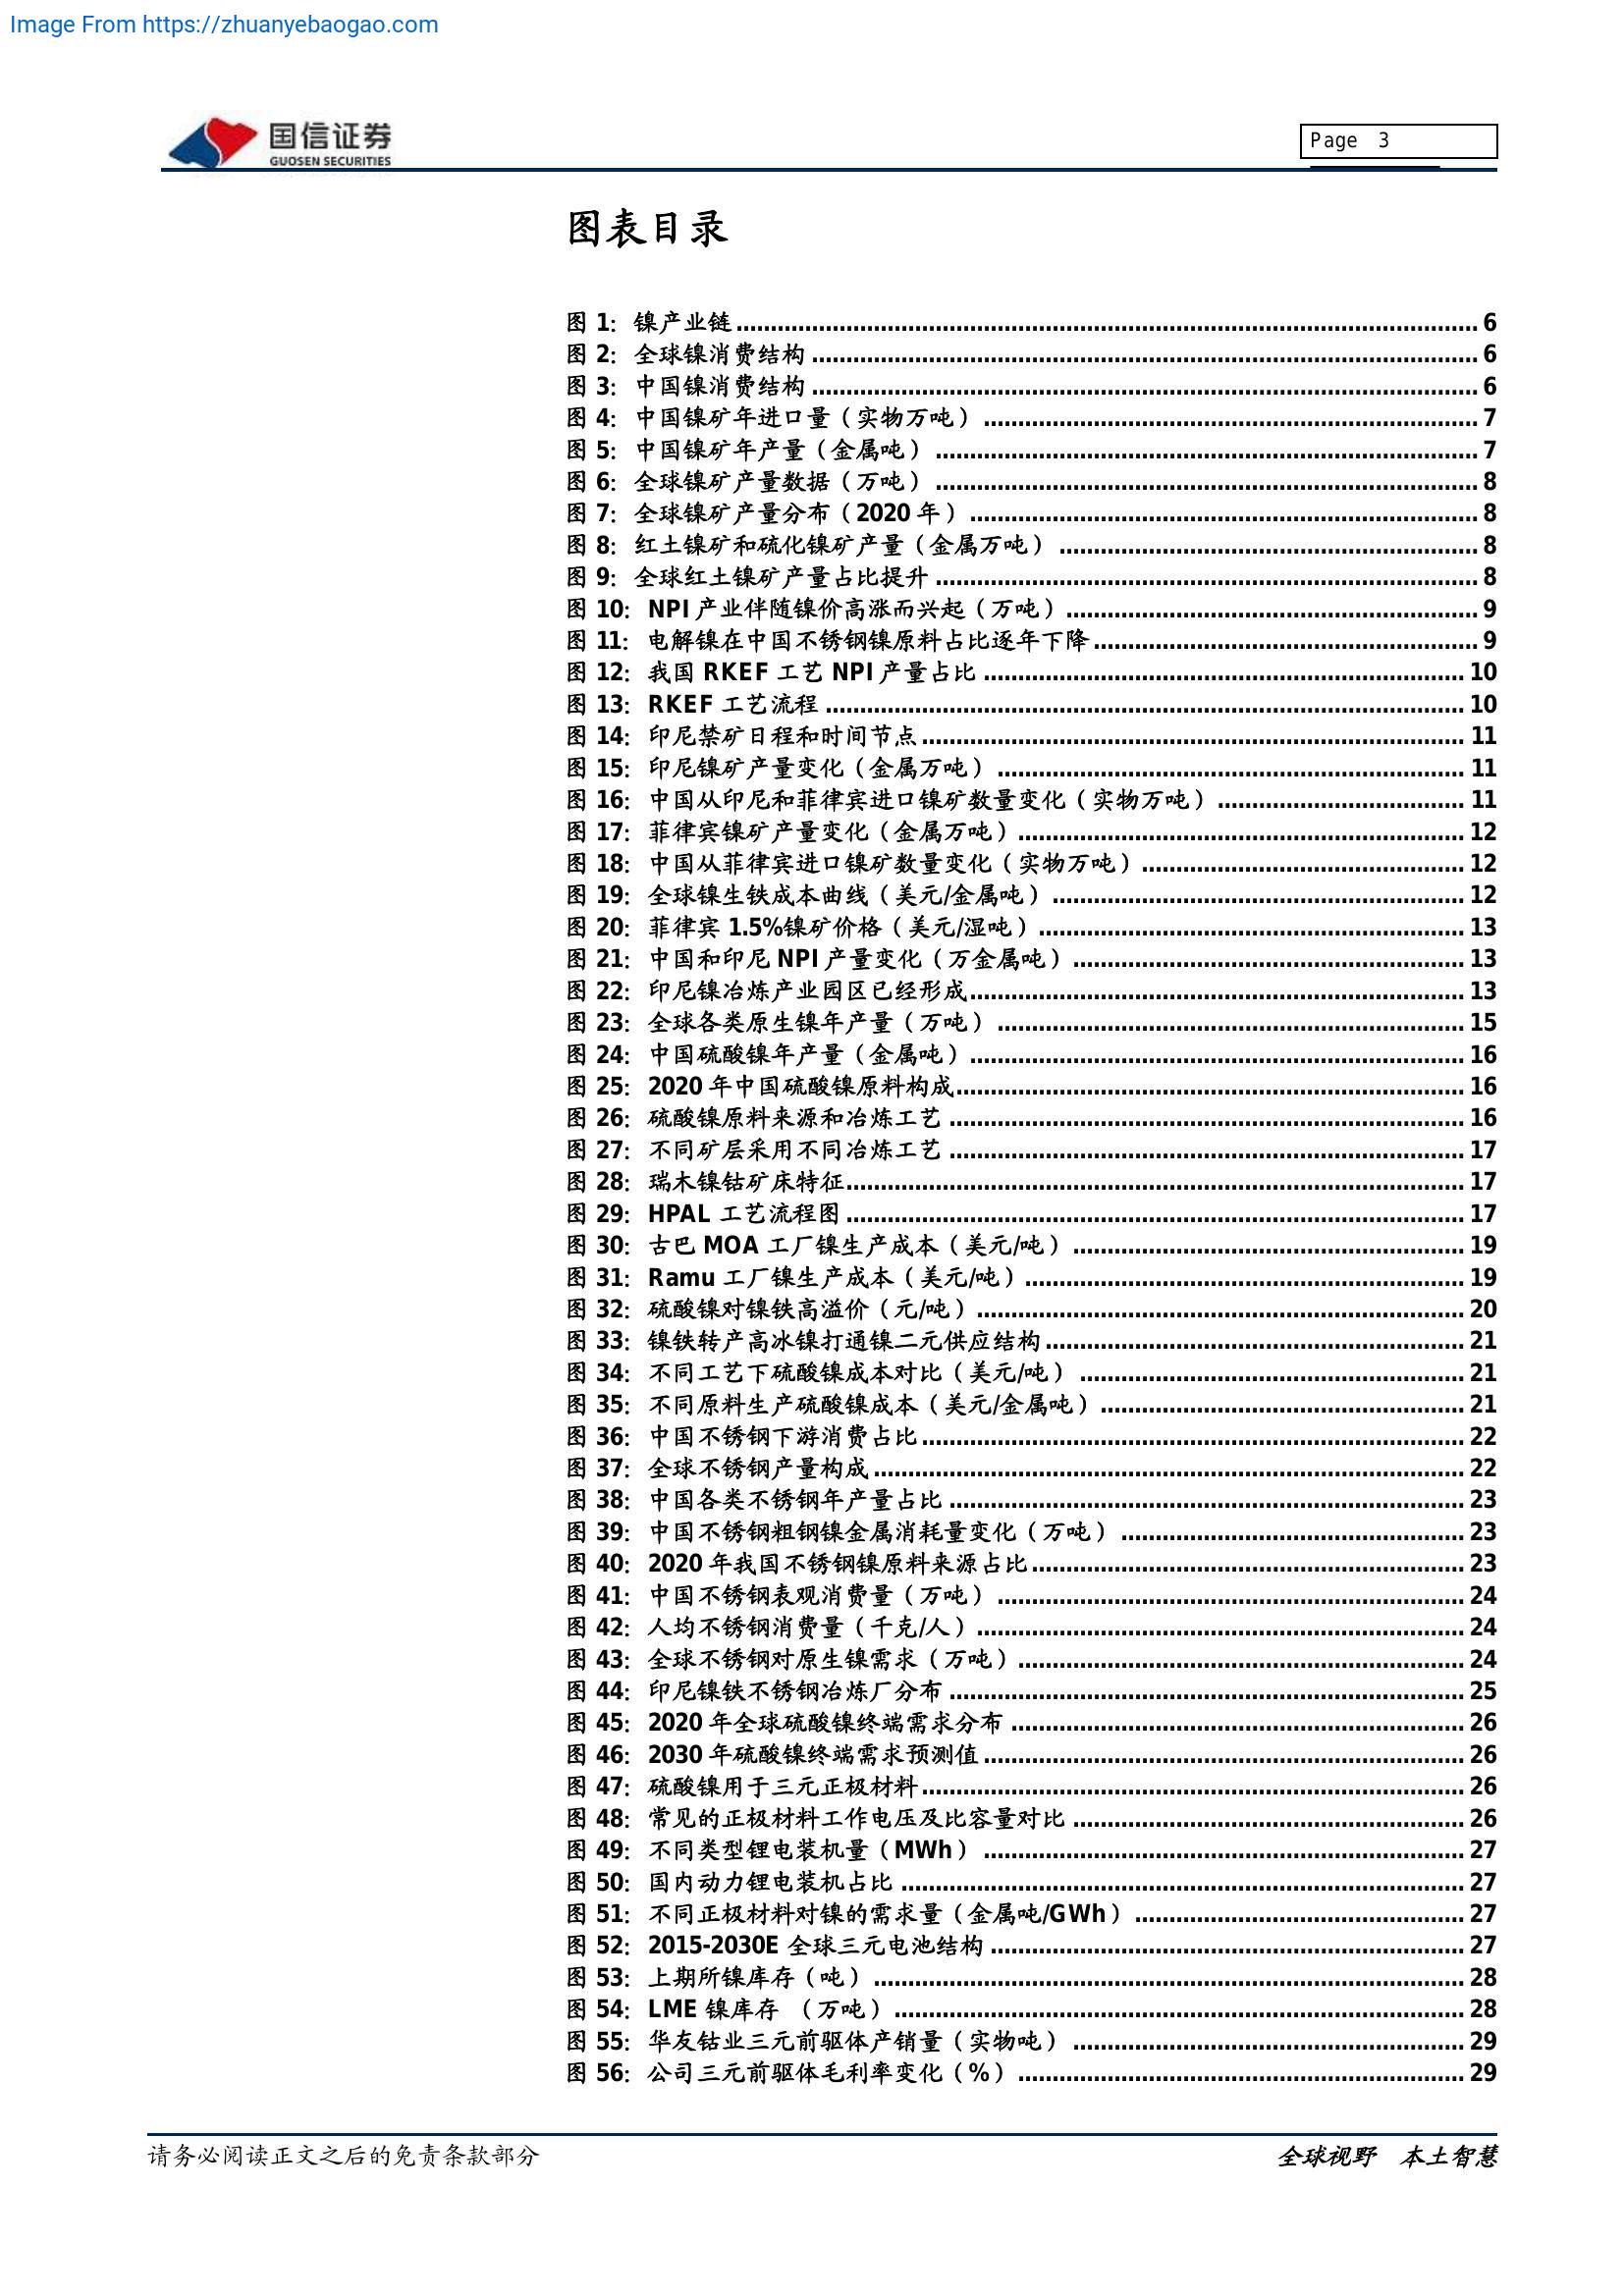 Image From https://zhuanyebaogao.com
国信证券
GUOSEN SECURITIES
Page 3
图表目录
图 1: 镍产业链 6
图 2: 全球镍消费结构 6
图 3: 中国镍消费结构 6
图 4: 中国镍矿年进口量（实物万吨） 7
图 5: 中国镍矿年产量（金属吨） 7
图 6: 全球镍矿产量数据（万吨） 8
图 7: 全球镍矿产量分布（2020 年） 8
图 8: 红土镍矿和硫化镍矿产量（金属万吨） 8
图 9: 全球红土镍矿产量占比提升 8
图 10: NPI 产业伴随镍价高涨而兴起（万吨） 9
图 11: 电解镍在中国不锈钢镍原料占比逐年下降 9
图 12: 我国 RKEF 工艺 NPI 产量占比 10
图 13: RKEF 工艺流程 10
图 14: 印尼禁矿日程和时间节点 11
图 15: 印尼镍矿产量变化（金属万吨） 11
图 16: 中国从印尼和菲律宾进口镍矿数量变化（实物万吨） 11
图 17: 菲律宾镍矿产量变化（金属万吨） 12
图 18: 中国从菲律宾进口镍矿数量变化（实物万吨） 12
图 19: 全球镍生铁成本曲线（美元/金属吨） 12
图 20: 菲律宾 1.5%镍矿价格（美元/湿吨） 13
图 21: 中国和印尼 NPI 产量变化（万金属吨） 13
图 22: 印尼镍冶炼产业园区已经形成 13
图 23: 全球各类原生镍年产量（万吨） 15
图 24: 中国硫酸镍年产量（金属吨） 16
图 25: 2020 年中国硫酸镍原料构成 16
图 26: 硫酸镍原料来源和冶炼工艺 16
图 27: 不同矿层采用不同冶炼工艺 17
图 28: 瑞木镍钴矿床特征 17
图 29: HPAL 工艺流程图 17
图 30: 古巴 MOA 工厂镍生产成本（美元/吨） 19
图 31: Ramu 工厂镍生产成本（美元/吨） 19
图 32: 硫酸镍对镍铁高溢价（元/吨） 20
图 33: 镍铁转产高冰镍打通镍二元供应结构 21
图 34: 不同工艺下硫酸镍成本对比（美元/吨） 21
图 35: 不同原料生产硫酸镍成本（美元/金属吨） 21
图 36: 中国不锈钢下游消费占比 22
图 37: 全球不锈钢产量构成 22
图 38: 中国各类不锈钢年产量占比 23
图 39: 中国不锈钢粗钢镍金属消耗量变化（万吨） 23
图 40: 2020 年我国不锈钢镍原料来源占比 23
图 41: 中国不锈钢表观消费量（万吨） 24
图 42: 人均不锈钢消费量（千克/人） 24
图 43: 全球不锈钢对原生镍需求（万吨） 24
图 44: 印尼镍铁不锈钢冶炼厂分布 25
图 45: 2020 年全球硫酸镍终端需求分布 26
图 46: 2030 年硫酸镍终端需求预测值 26
图 47: 硫酸镍用于三元正极材料 26
图 48: 常见的正极材料工作电压及比容量对比 26
图 49: 不同类型锂电装机量（MWh） 27
图 50: 国内动力锂电装机占比 27
图 51: 不同正极材料对镍的需求量（金属吨/GWh） 27
图 52: 2015-2030E 全球三元电池结构 27
图 53: 上期所镍库存（吨） 28
图 54: LME 镍库存 （万吨） 28
图 55: 华友钴业三元前驱体产销量（实物吨） 29
图 56: 公司三元前驱体毛利率变化（%） 29
请务必阅读正文之后的免责条款部分
全球视野 本土智慧